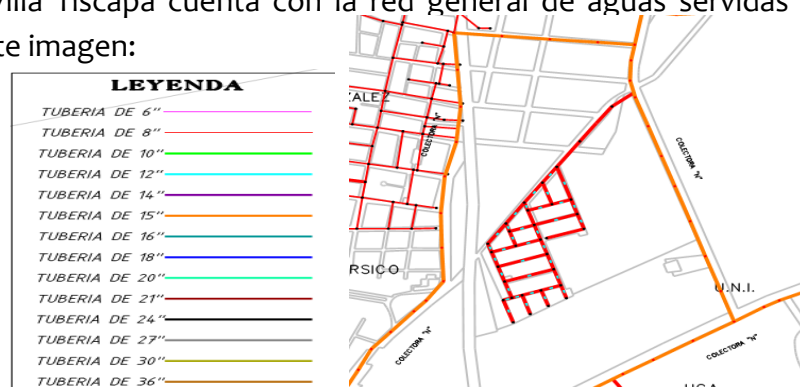 villa Tiscapa cuenta con la red general de aguas servidas
te imagen:
LEYENDA
TUBERIA DE 6"
TUBERIA DE 8"
TUBERIA DE 10"
TUBERIA DE 12"
TUBERIA DE 14"
TUBERIA DE 15"
TUBERIA DE 16"
TUBERIA DE 18"
TUBERIA DE 20"
TUBERIA DE 21"
TUBERIA DE 24"
TUBERIA DE 27"
TUBERIA DE 30"
TUBERIA DE 36"
ZALEZ
COLECTORA "N"
COLECTORA "N"
RSICO
U.N.I.
COLECTORA "N"
COLECTORA "N"
UCA